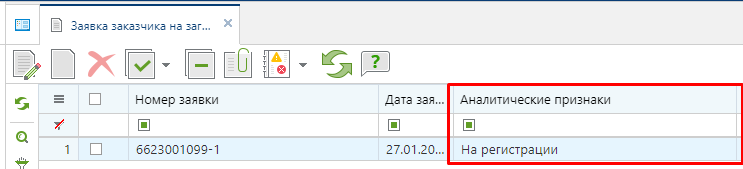 Заявка заказчика на заг...
Номер заявки Дата зая... Аналитические признаки
1 6623001099-1 27.01.20... На регистрации